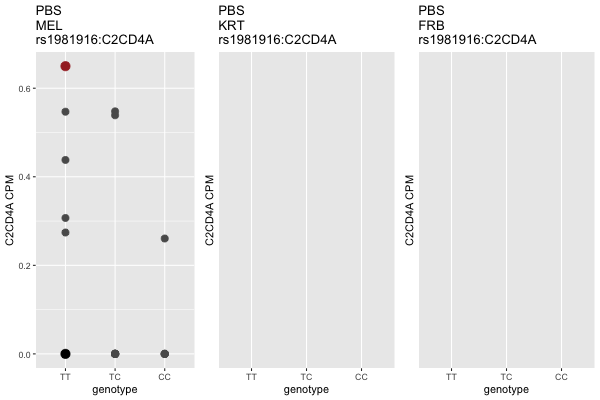 PBS
MEL
rs1981916:C2CD4A
PBS
KRT
rs1981916:C2CD4A
PBS
FRB
rs1981916:C2CD4A
C2CD4A CPM
0.6
0.4
0.2
0.0
TT
TC
CC
genotype
C2CD4A CPM
TT
TC
CC
genotype
C2CD4A CPM
TT
TC
CC
genotype